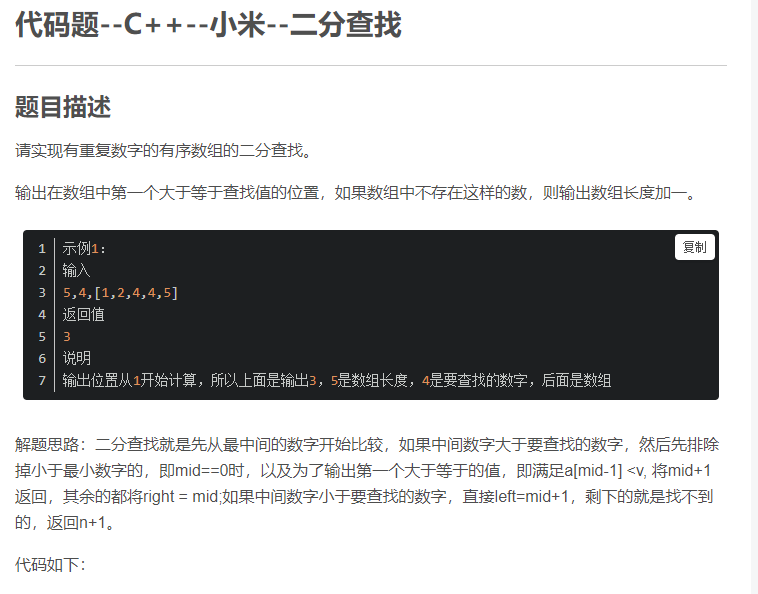 代码题--C++--小米--二分查找
题目描述
请实现有重复数字的有序数组的二分查找。
输出在数组中第一个大于等于查找值的位置，如果数组中不存在这样的数，则输出数组长度加一。
复制
1 示例1：
2 输入
3 5,4,[1,2,4,4,5]
4 返回值
5 3
6 说明
7 输出位置从1开始计算，所以上面是输出3，5是数组长度，4是要查找的数字，后面是数组
解题思路：二分查找就是先从最中间的数字开始比较，如果中间数字大于要查找的数字，然后先排除
掉小于最小数字的，即mid==0时，以及为了输出第一个大于等于的值，即满足a[mid-1] <v, 将mid+1
返回，其余的都将right = mid;如果中间数字小于要查找的数字，直接left=mid+1，剩下的就是找不到
的，返回n+1。
代码如下：